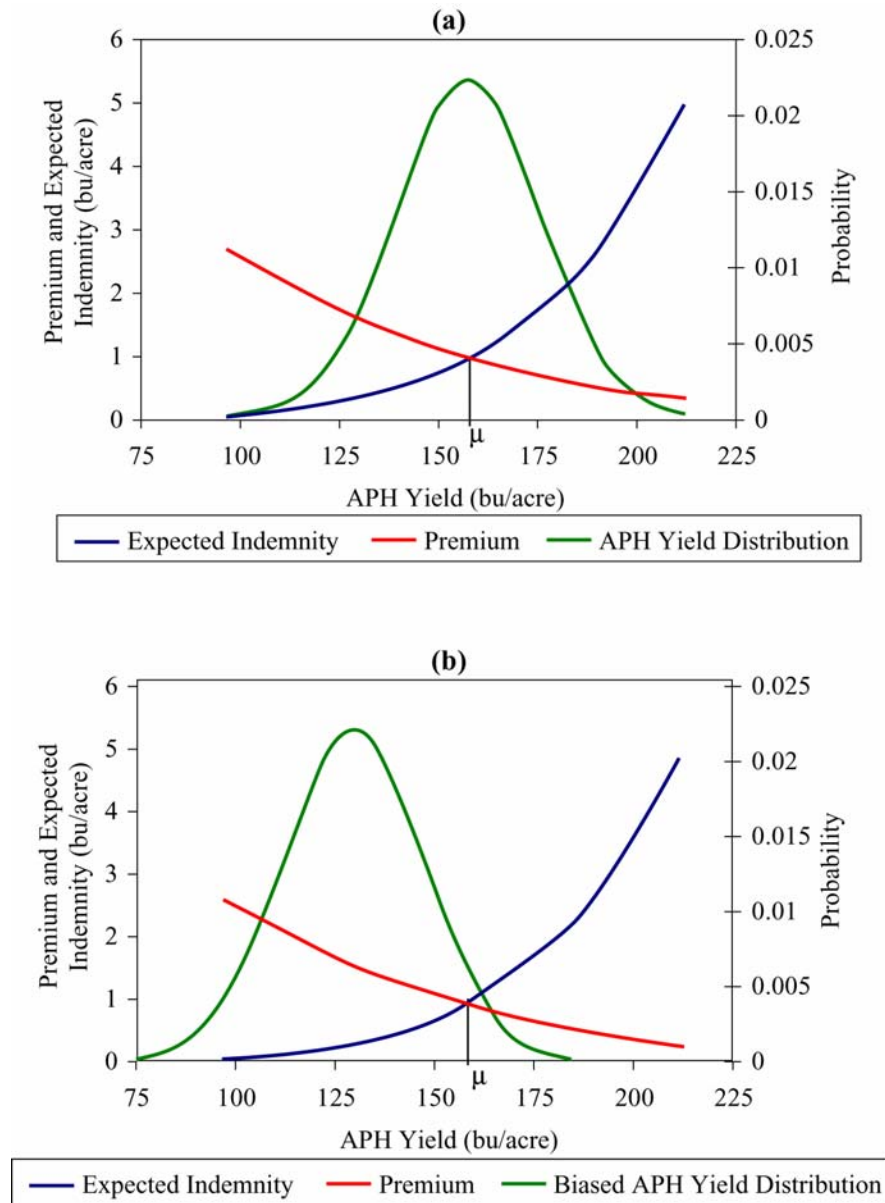 (a)
Premium and Expected
Indemnity (bu/acre)
6
5
4
3
2
1
0
0.025
0.02
0.015
0.01
0.005
0
Probability
75 100 125 150 175 200 225
μ
APH Yield (bu/acre)
Expected Indemnity Premium APH Yield Distribution
(b)
Premium and Expected
Indemnity (bu/acre)
6
5
4
3
2
1
0
0.025
0.02
0.015
0.01
0.005
0
Probability
75 100 125 150 175 200 225
μ
APH Yield (bu/acre)
Expected Indemnity Premium Biased APH Yield Distribution